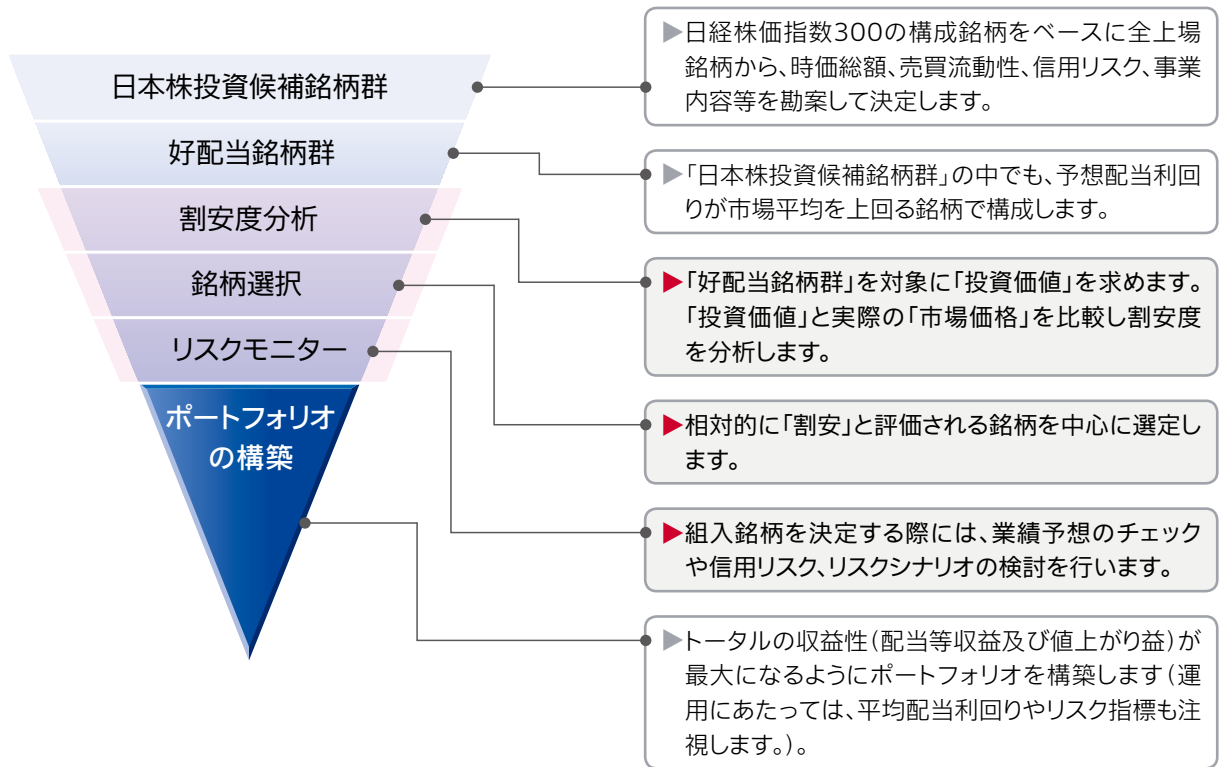 日本株投資候補銘柄群
好配当銘柄群
割安度分析
銘柄選択
リスクモニター
ポートフォリオ
の構築
▶日経株価指数300の構成銘柄をベースに全上場
銘柄から、時価総額、売買流動性、信用リスク、事業
内容等を勘案して決定します。
▶「日本株投資候補銘柄群」の中でも、予想配当利回
りが市場平均を上回る銘柄で構成します。
▶「好配当銘柄群」を対象に「投資価値」を求めます。
「投資価値」と実際の「市場価格」を比較し割安度
を分析します。
▶相対的に「割安」と評価される銘柄を中心に選定し
ます。
▶組入銘柄を決定する際には、業績予想のチェック
や信用リスク、リスクシナリオの検討を行います。
▶トータルの収益性(配当等収益及び値上がり益)が
最大になるようにポートフォリオを構築します(運
用にあたっては、平均配当利回りやリスク指標も注
視します。)。